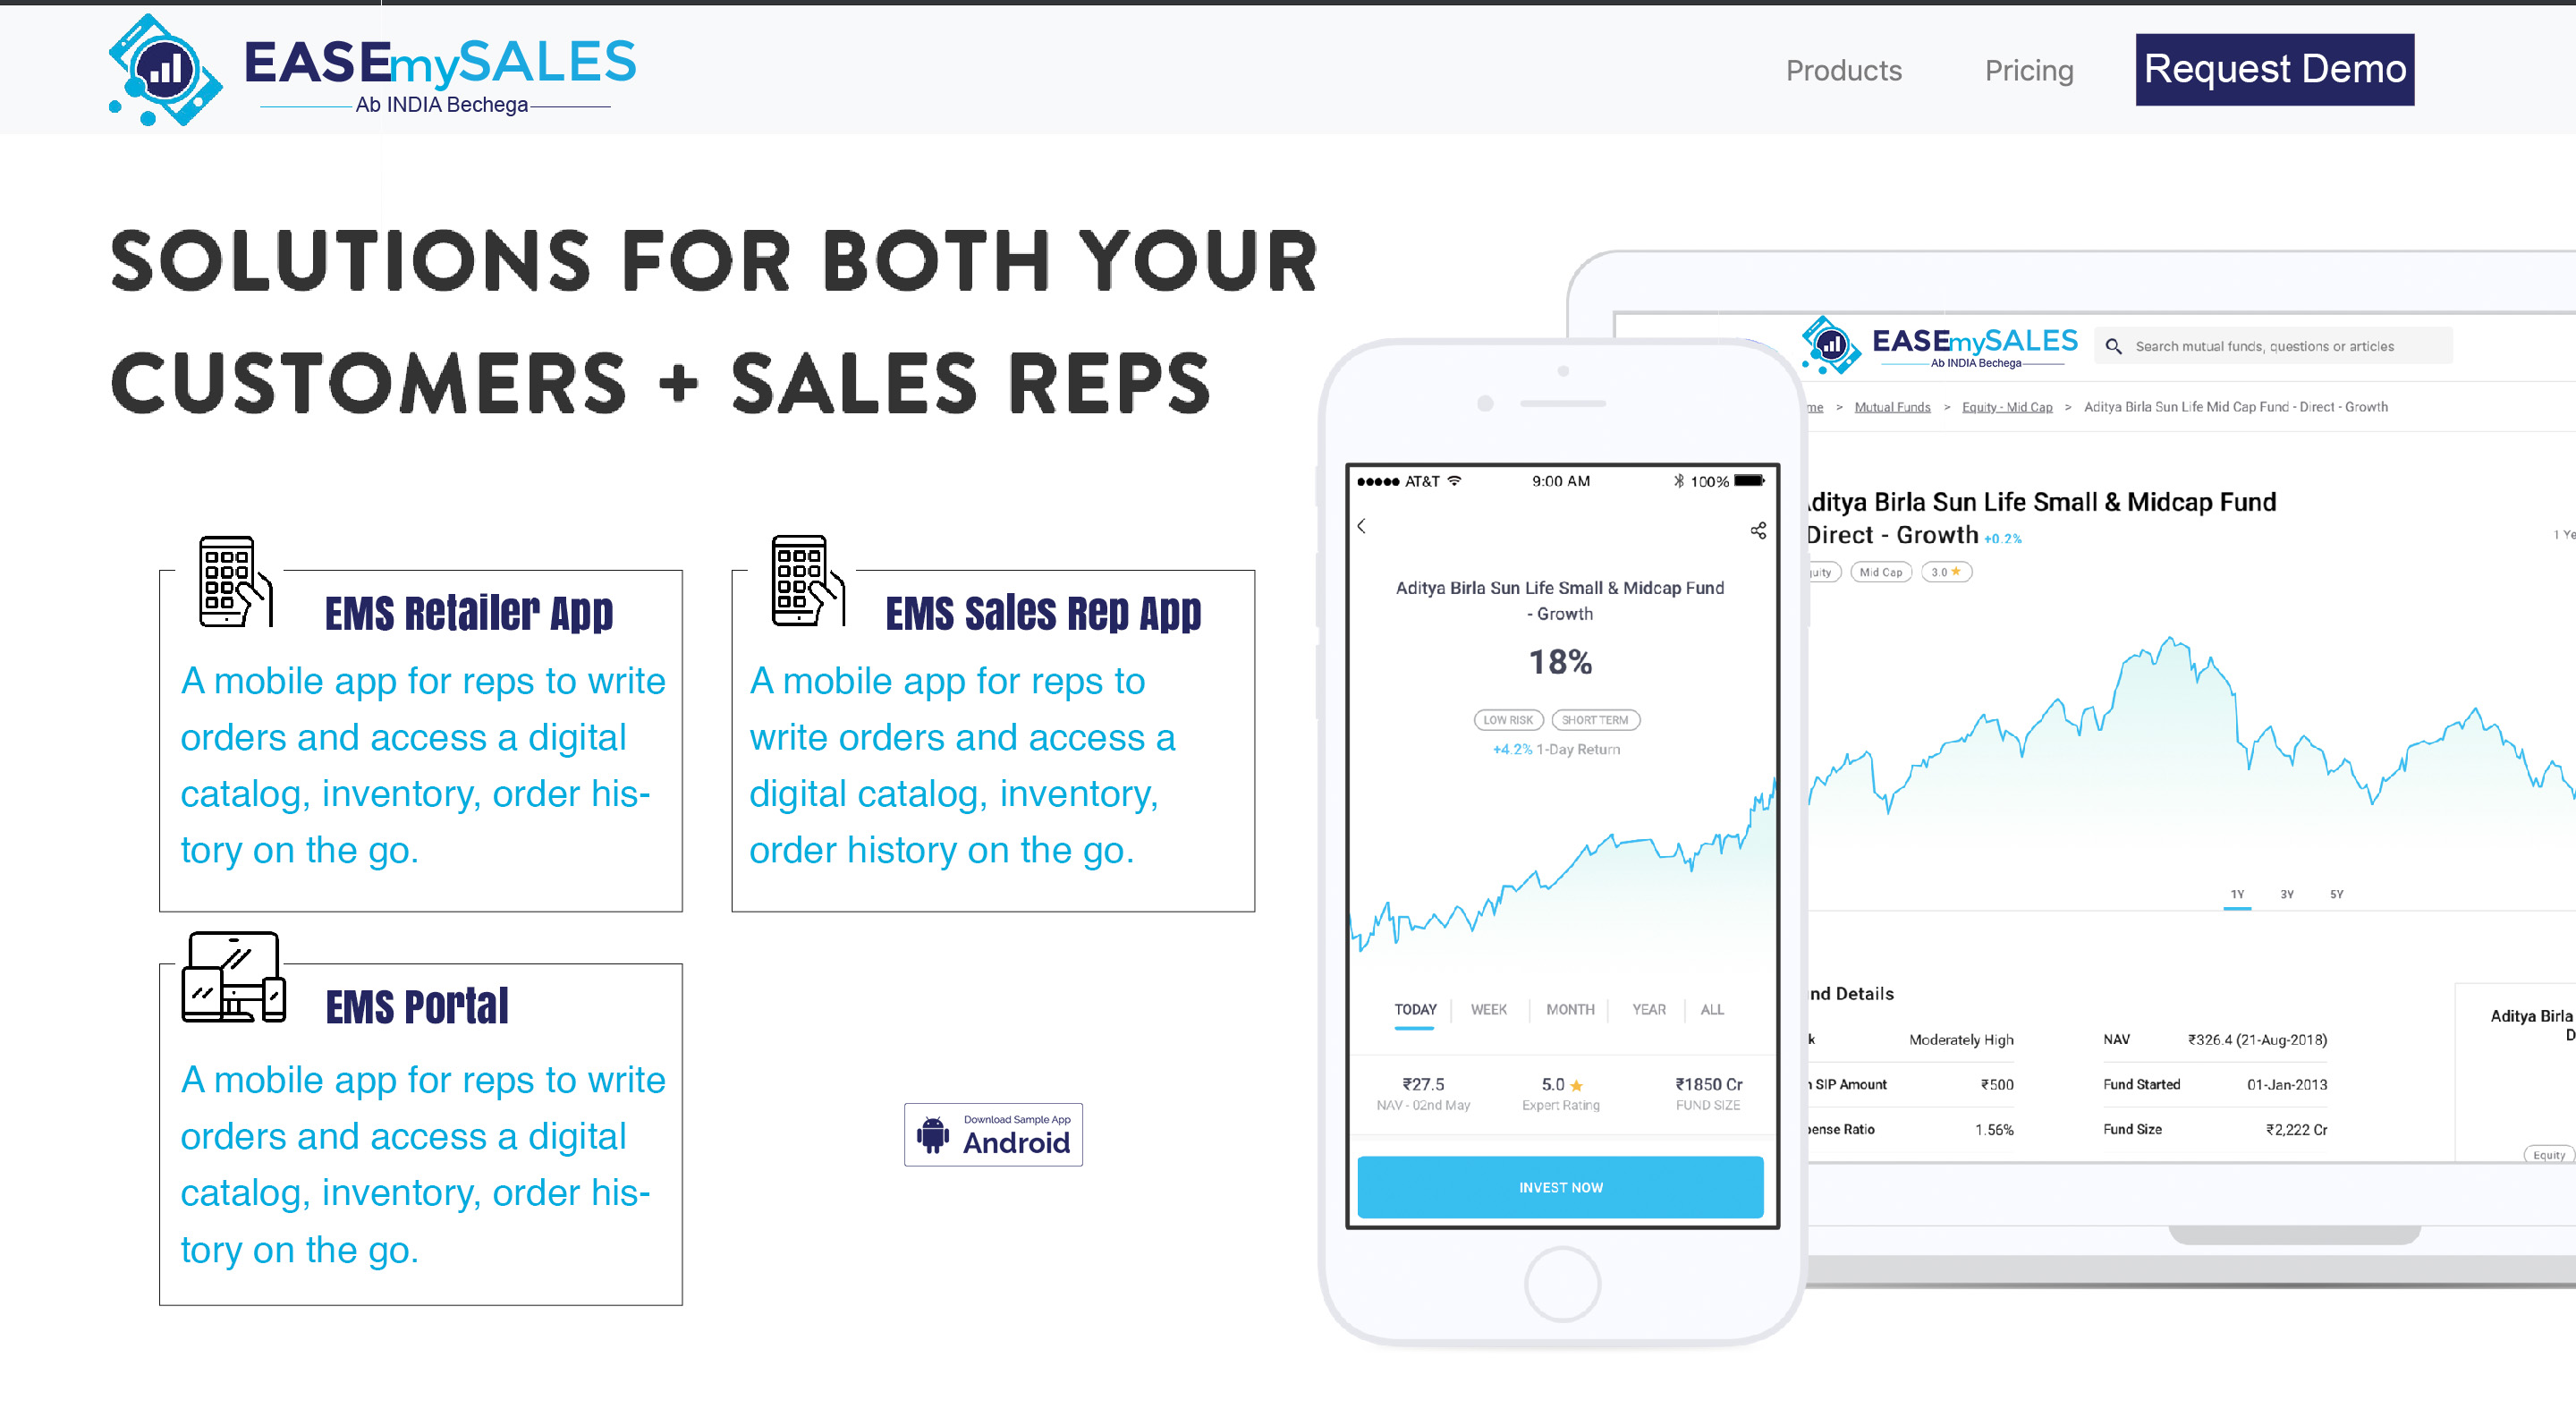 EASEmySALES
Ab INDIA Bechega
Products
Pricing
Request Demo
SOLUTIONS FOR BOTH YOUR
CUSTOMERS + SALES REPS
EMS Retailer App
A mobile app for reps to write
orders and access a digital
catalog, inventory, order his-
tory on the go.
EMS Sales Rep App
A mobile app for reps to
write orders and access a
digital catalog, inventory,
order history on the go.
EMS Portal
A mobile app for reps to write
orders and access a digital
catalog, inventory, order his-
tory on the go.
Download Sample App
Android
AT&T
9:00 AM
100%
Aditya Birla Sun Life Small & Midcap Fund
- Growth
18%
LOW RISK
SHORT TERM
+4.2% 1-Day Return
TODAY
WEEK
MONTH
YEAR
ALL
₹27.5
5.0
₹1850 Cr
NAV - 02nd May
Expert Rating
FUND SIZE
INVEST NOW
EASEmySALES
Ab INDIA Bechega
Search mutual funds, questions or articles
> Mutual Funds > Equity - Mid Cap > Aditya Birla Sun Life Mid Cap Fund - Direct - Growth
Birla Sun Life Small & Midcap Fund
Direct - Growth +0.2%
1
Mid Cap
3.0
1Y
3Y
5Y
Details
Moderately High
NAV
₹326.4 (21-Aug-2018)
SIP Amount
₹500
Fund Started
01-Jan-2013
Ratio
1.56%
Fund Size
₹2,222 Cr
Aditya Birla
Equity